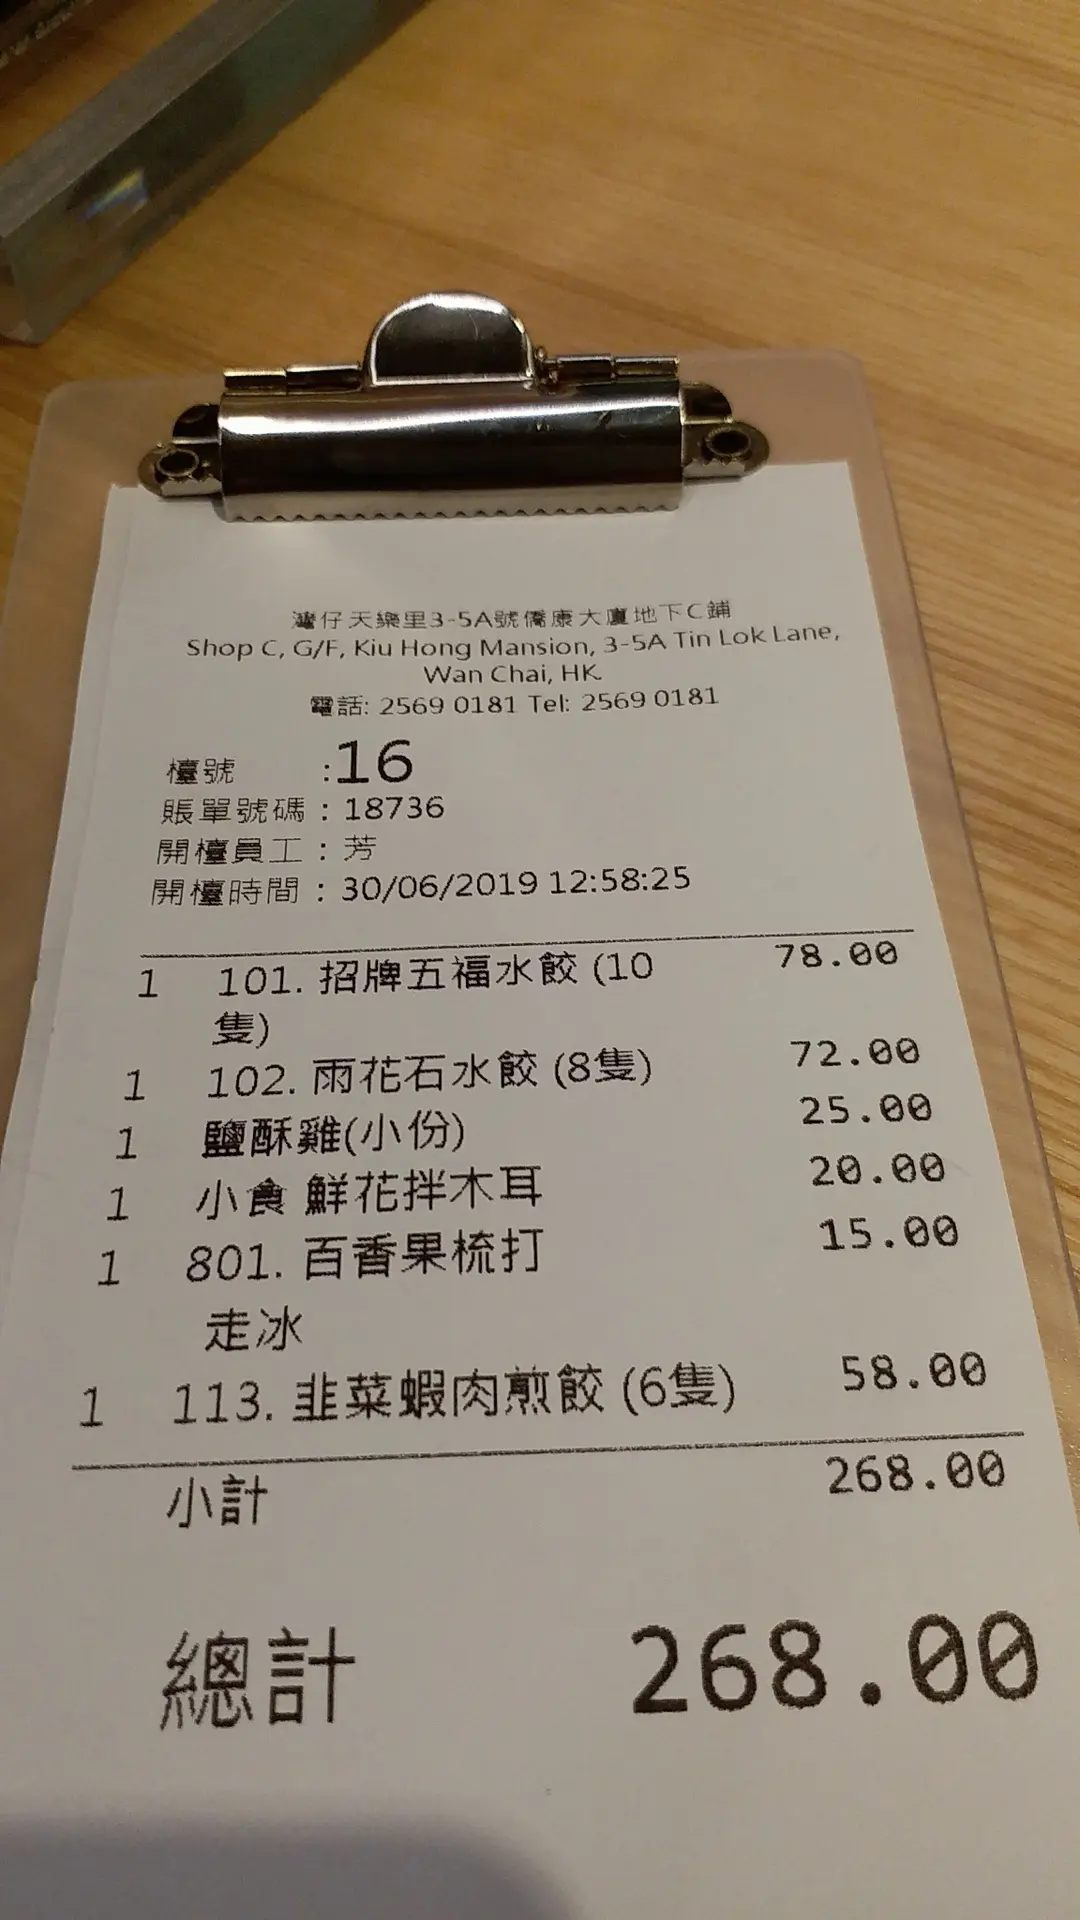 灣仔天樂里3-5A號僑康大廈地下C鋪
Shop C, G/F, Kiu Hong Mansion, 3-5A Tin Lok Lane,
Wan Chai, HK.
電話: 2569 0181 Tel: 2569 0181
檯號 :16
賬單號碼 : 18736
開檯員工 : 芳
開檯時間 : 30/06/2019 12:58:25
1 101. 招牌五福水餃 (10 78.00
隻)
1 102. 雨花石水餃 (8隻) 72.00
1 鹽酥雞(小份) 25.00
1 小食 鮮花拌木耳 20.00
1 801. 百香果梳打 15.00
走冰
1 113. 韭菜蝦肉煎餃 (6隻) 58.00
小計 268.00
總計 268.00